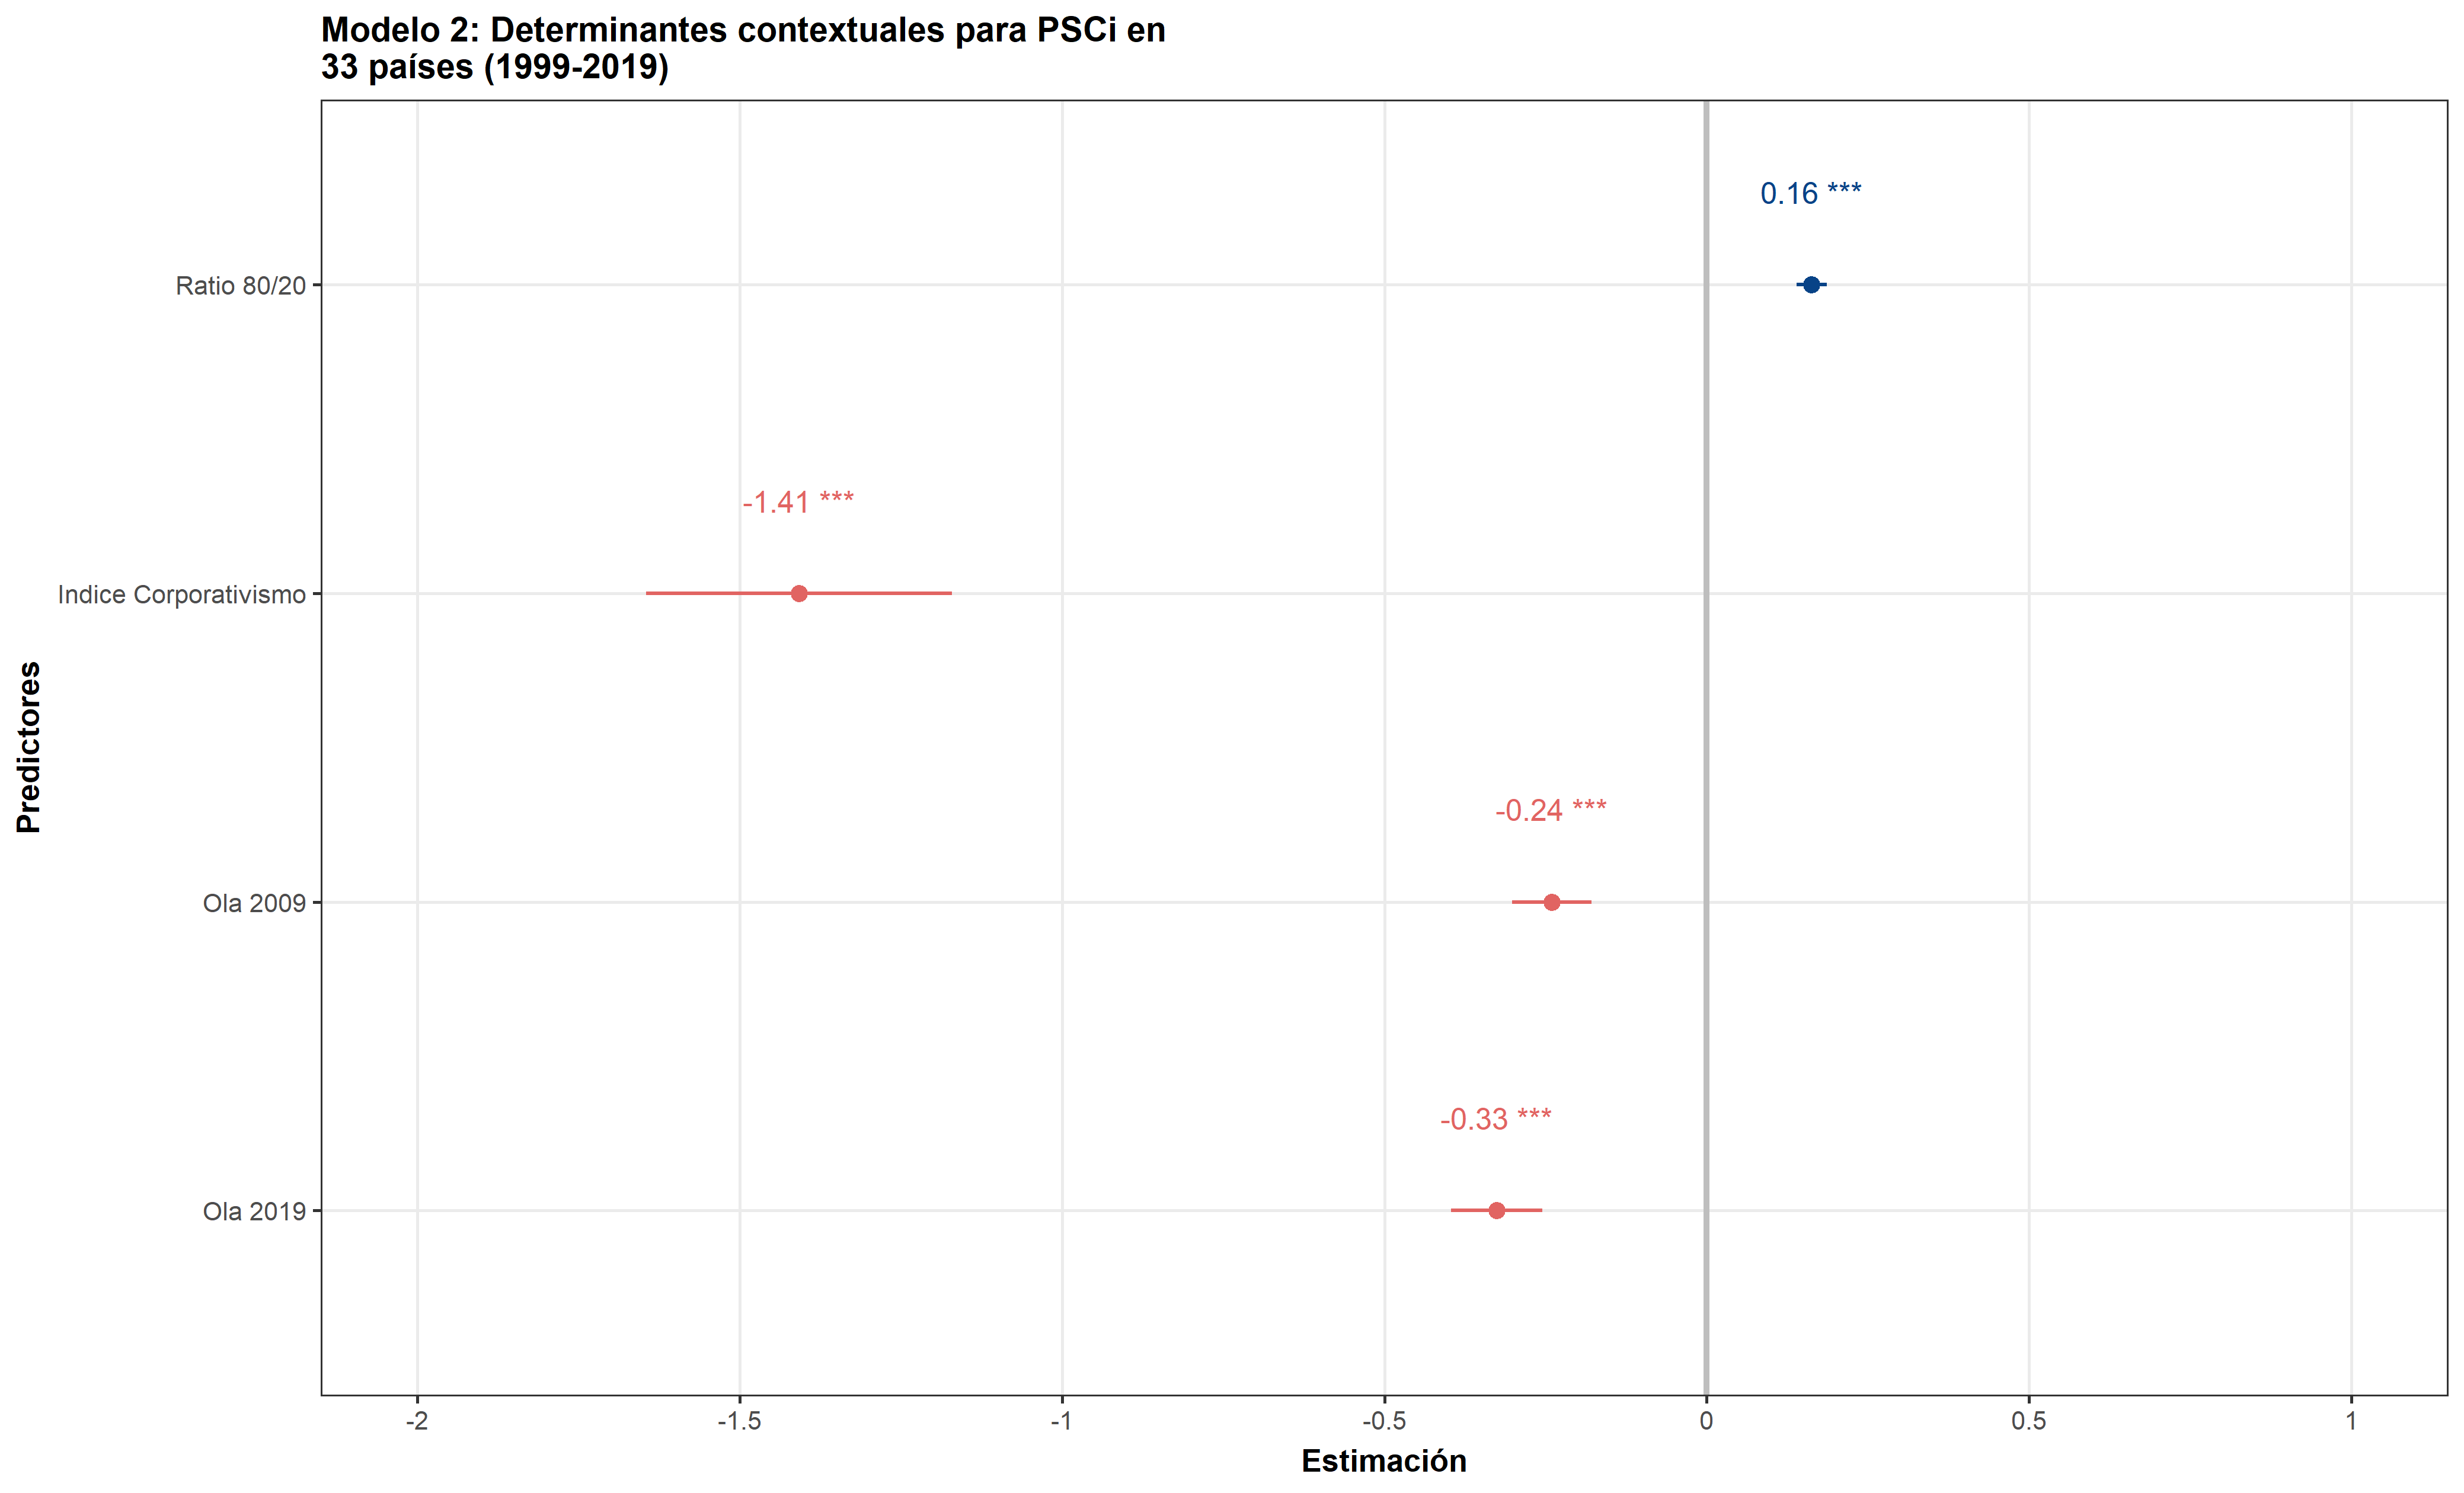 Modelo 2: Determinantes contextuales para PSCi en
33 países (1999-2019)
0.16 ***
Ratio 80/20
-1.41 ***
Indice Corporativismo
Predictores
-0.24 ***
Ola 2009
-0.33 ***
Ola 2019
-2
-1.5
-1
-0.5
0
0.5
1
Estimación